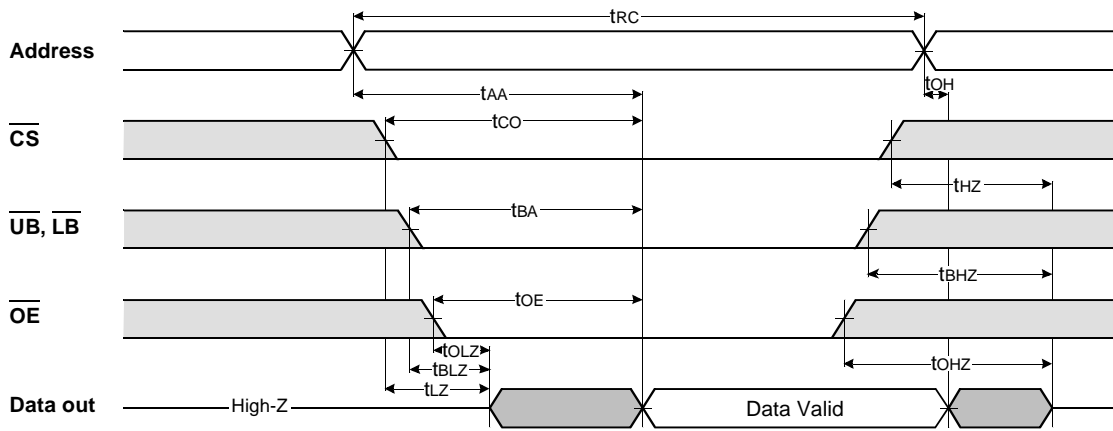 tRC
Address
tOH
tAA
tCO
CS
tHZ
tBA
UB, LB
tBHZ
tOE
OE
tOLZ
tOHZ
tBLZ
tLZ
Data out
High-Z
Data Valid